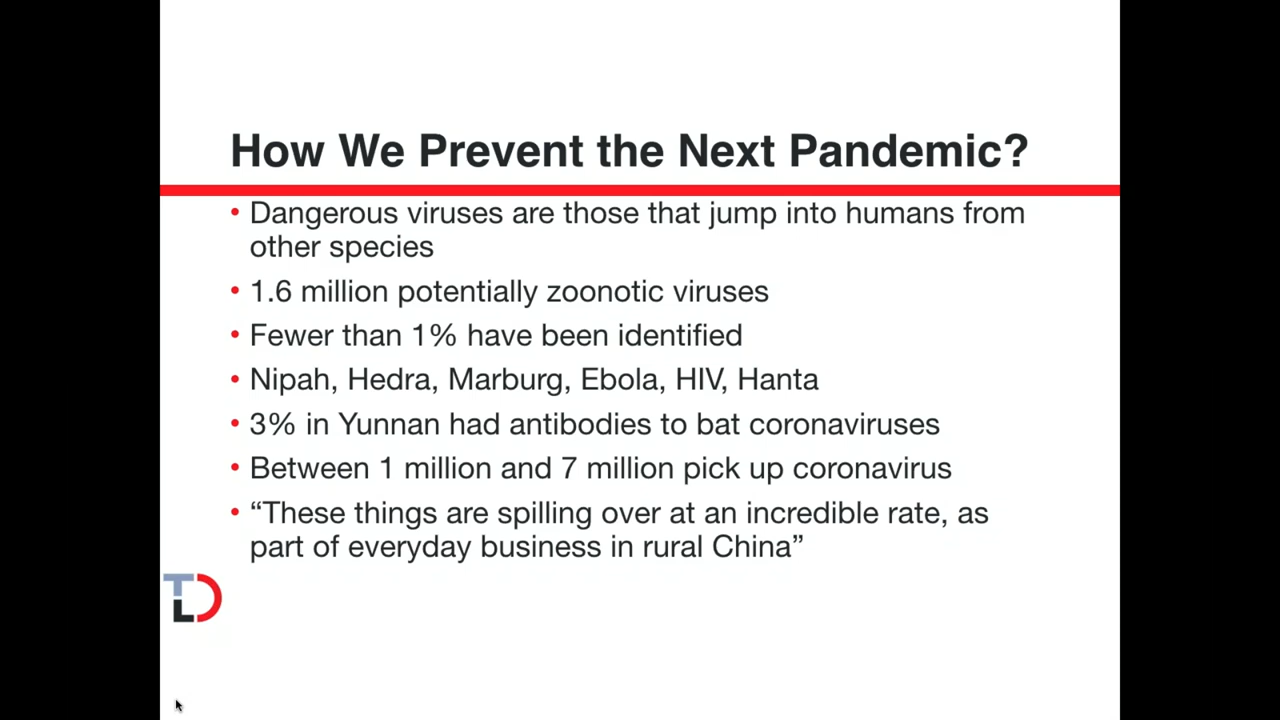 How We Prevent the Next Pandemic?
• Dangerous viruses are those that jump into humans from
other species
• 1.6 million potentially zoonotic viruses
• Fewer than 1% have been identified
• Nipah, Hedra, Marburg, Ebola, HIV, Hanta
• 3% in Yunnan had antibodies to bat coronaviruses
• Between 1 million and 7 million pick up coronavirus
• “These things are spilling over at an incredible rate, as
part of everyday business in rural China”
TLD